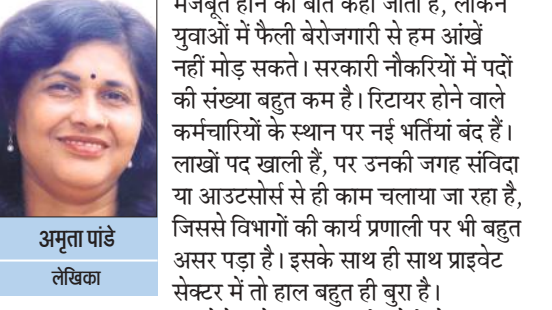 मजबूत होने की बात कही जाती है, लेकिन
युवाओं में फैली बेरोजगारी से हम आंखें
नहीं मोड़ सकते। सरकारी नौकरियों में पदों
की संख्या बहुत कम है। रिटायर होने वाले
कर्मचारियों के स्थान पर नई भर्तियां बंद हैं।
लाखों पद खाली हैं, पर उनकी जगह संविदा
या आउटसोर्स से ही काम चलाया जा रहा है,
जिससे विभागों की कार्य प्रणाली पर भी बहुत
असर पड़ा है। इसके साथ ही साथ प्राइवेट
सेक्टर में तो हाल बहुत ही बुरा है।
अमृता पांडे
लेखिका